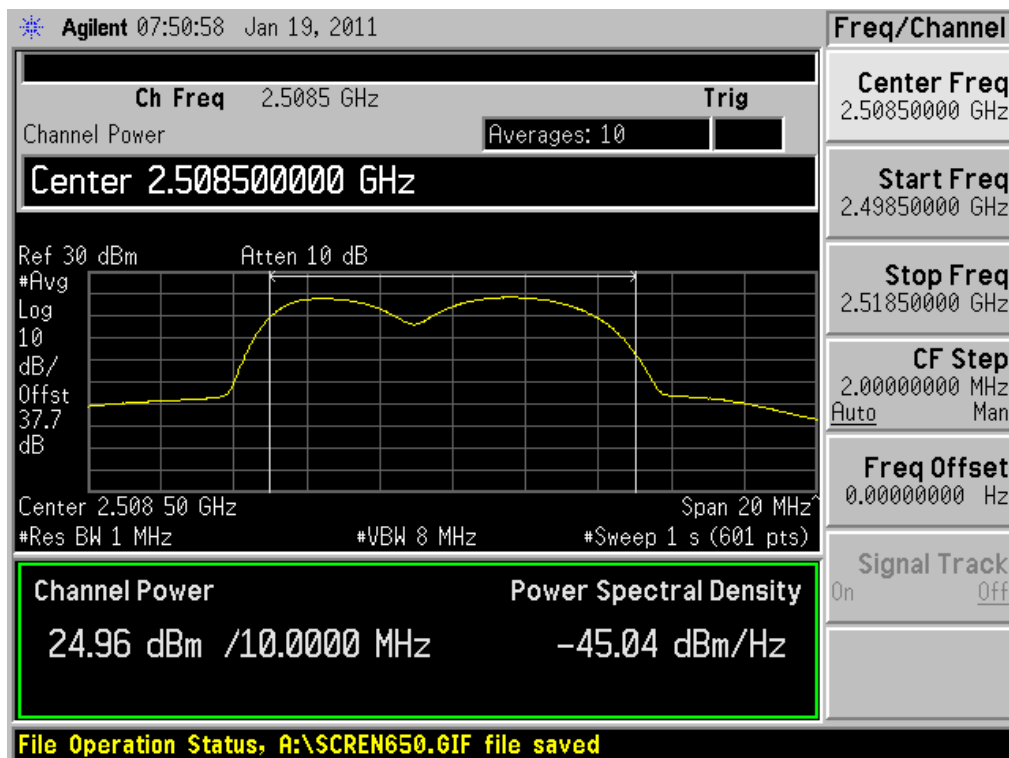 Agilent 07:50:58 Jan 19, 2011
Freq/Channel
Ch Freq 2.5085 GHz Trig
Channel Power Averages: 10
Center 2.508500000 GHz
Ref 30 dBm Atten 10 dB
#Avg
Log
10
dB/
Offst
37.7
dB
Center 2.508 50 GHz Span 20 MHz^
#Res BW 1 MHz #VBW 8 MHz #Sweep 1 s (601 pts)
Channel Power Power Spectral Density
24.96 dBm /10.0000 MHz -45.04 dBm/Hz
Center Freq
2.50850000 GHz
Start Freq
2.49850000 GHz
Stop Freq
2.51850000 GHz
CF Step
2.00000000 MHz
Auto Man
Freq Offset
0.00000000 Hz
Signal Track
On Off
File Operation Status, A:\SCREN650.GIF file saved